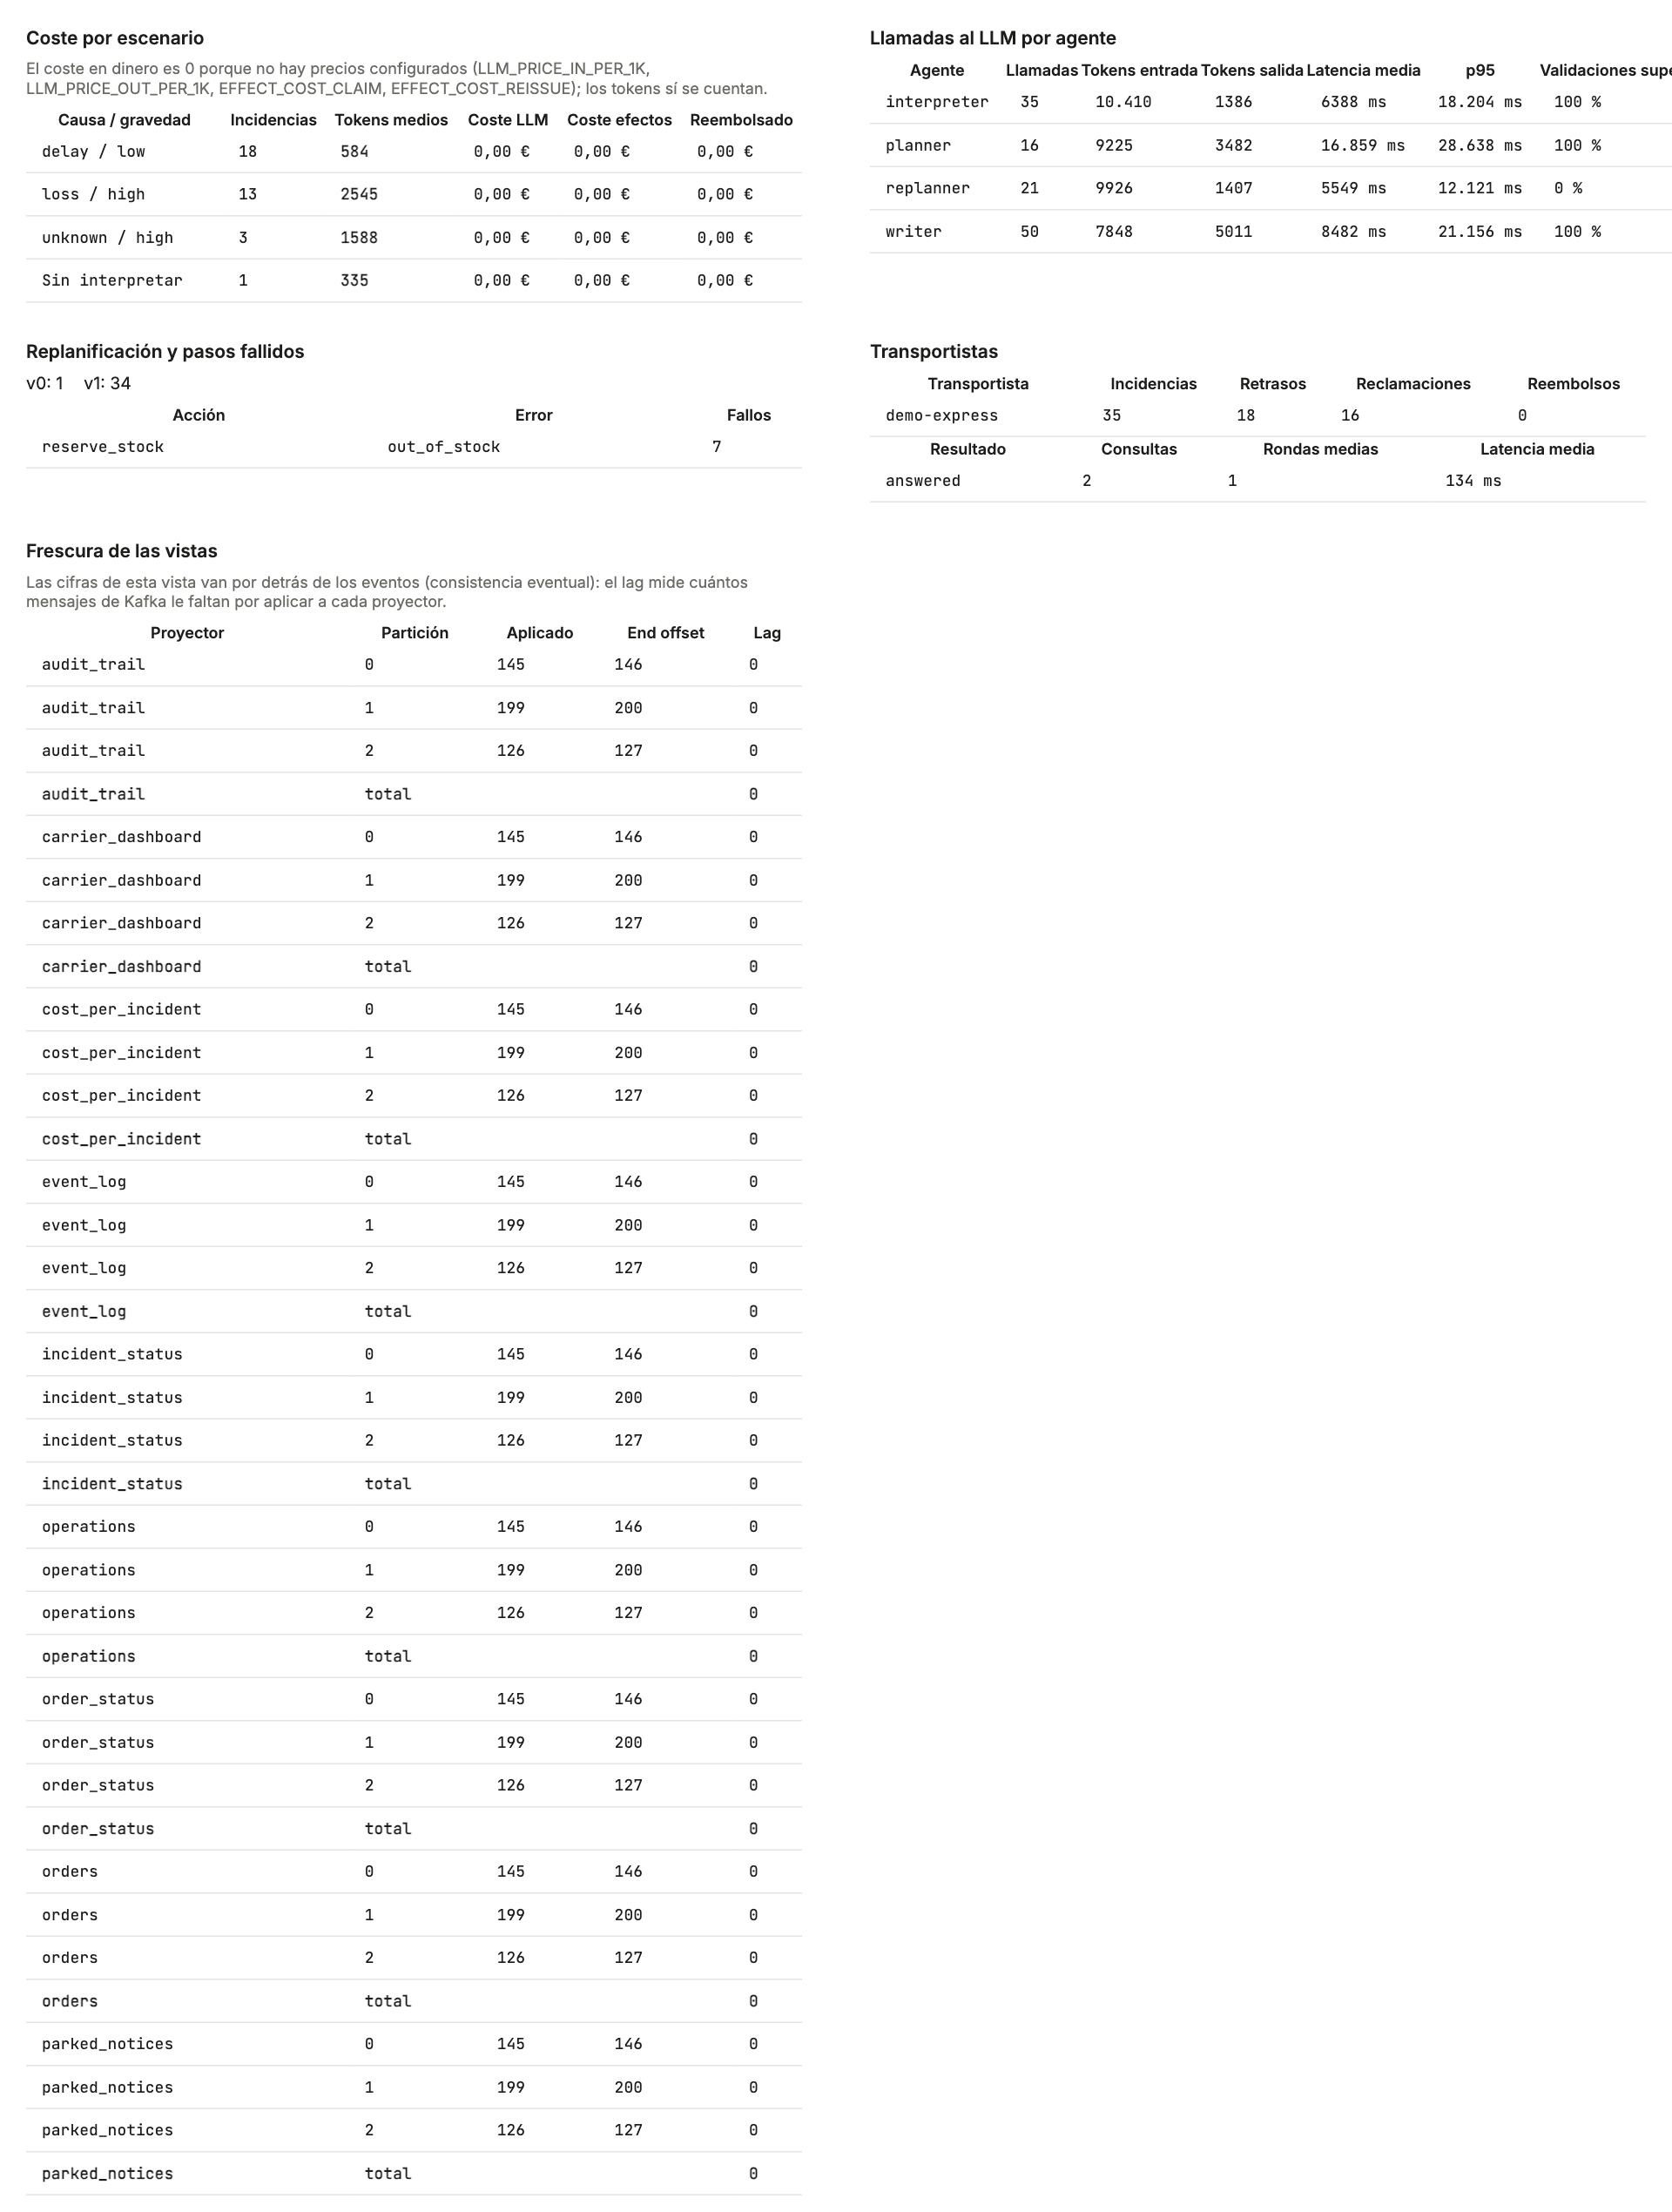 Coste por escenario
El coste en dinero es 0 porque no hay precios configurados (LLM_PRICE_IN_PER_1K,
LLM_PRICE_OUT_PER_1K, EFFECT_COST_CLAIM, EFFECT_COST_REISSUE); los tokens sí se cuentan.
Causa / gravedad Incidencias Tokens medios Coste LLM Coste efectos Reembolsado
delay / low 18 584 0,00 € 0,00 € 0,00 €
loss / high 13 2545 0,00 € 0,00 € 0,00 €
unknown / high 3 1588 0,00 € 0,00 € 0,00 €
Sin interpretar 1 335 0,00 € 0,00 € 0,00 €
Llamadas al LLM por agente
Agente Llamadas Tokens entrada Tokens salida Latencia media p95 Validaciones supe
interpreter 35 10.410 1386 6388 ms 18.204 ms 100 %
planner 16 9225 3482 16.859 ms 28.638 ms 100 %
replanner 21 9926 1407 5549 ms 12.121 ms 0 %
writer 50 7848 5011 8482 ms 21.156 ms 100 %
Replanificación y pasos fallidos
v0: 1 v1: 34
Acción Error Fallos
reserve_stock out_of_stock 7
Transportistas
Transportista Incidencias Retrasos Reclamaciones Reembolsos
demo-express 35 18 16 0
Resultado Consultas Rondas medias Latencia media
answered 2 1 134 ms
Frescura de las vistas
Las cifras de esta vista van por detrás de los eventos (consistencia eventual): el lag mide cuántos
mensajes de Kafka le faltan por aplicar a cada proyector.
Proyector Partición Aplicado End offset Lag
audit_trail 0 145 146 0
audit_trail 1 199 200 0
audit_trail 2 126 127 0
audit_trail total 0
carrier_dashboard 0 145 146 0
carrier_dashboard 1 199 200 0
carrier_dashboard 2 126 127 0
carrier_dashboard total 0
cost_per_incident 0 145 146 0
cost_per_incident 1 199 200 0
cost_per_incident 2 126 127 0
cost_per_incident total 0
event_log 0 145 146 0
event_log 1 199 200 0
event_log 2 126 127 0
event_log total 0
incident_status 0 145 146 0
incident_status 1 199 200 0
incident_status 2 126 127 0
incident_status total 0
operations 0 145 146 0
operations 1 199 200 0
operations 2 126 127 0
operations total 0
order_status 0 145 146 0
order_status 1 199 200 0
order_status 2 126 127 0
order_status total 0
orders 0 145 146 0
orders 1 199 200 0
orders 2 126 127 0
orders total 0
parked_notices 0 145 146 0
parked_notices 1 199 200 0
parked_notices 2 126 127 0
parked_notices total 0